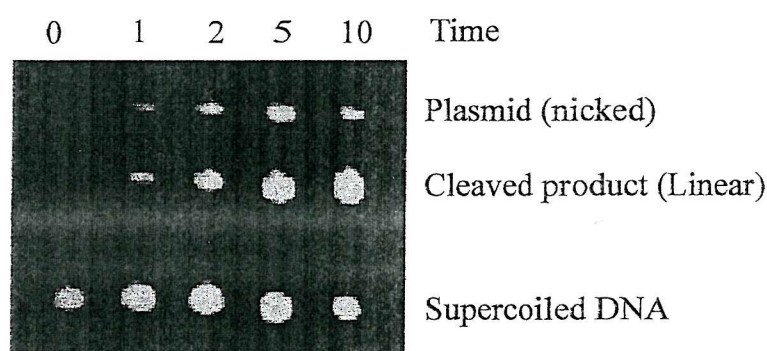 0 1 2 5 10 Time
Plasmid (nicked)
Cleaved product (Linear)
Supercoiled DNA